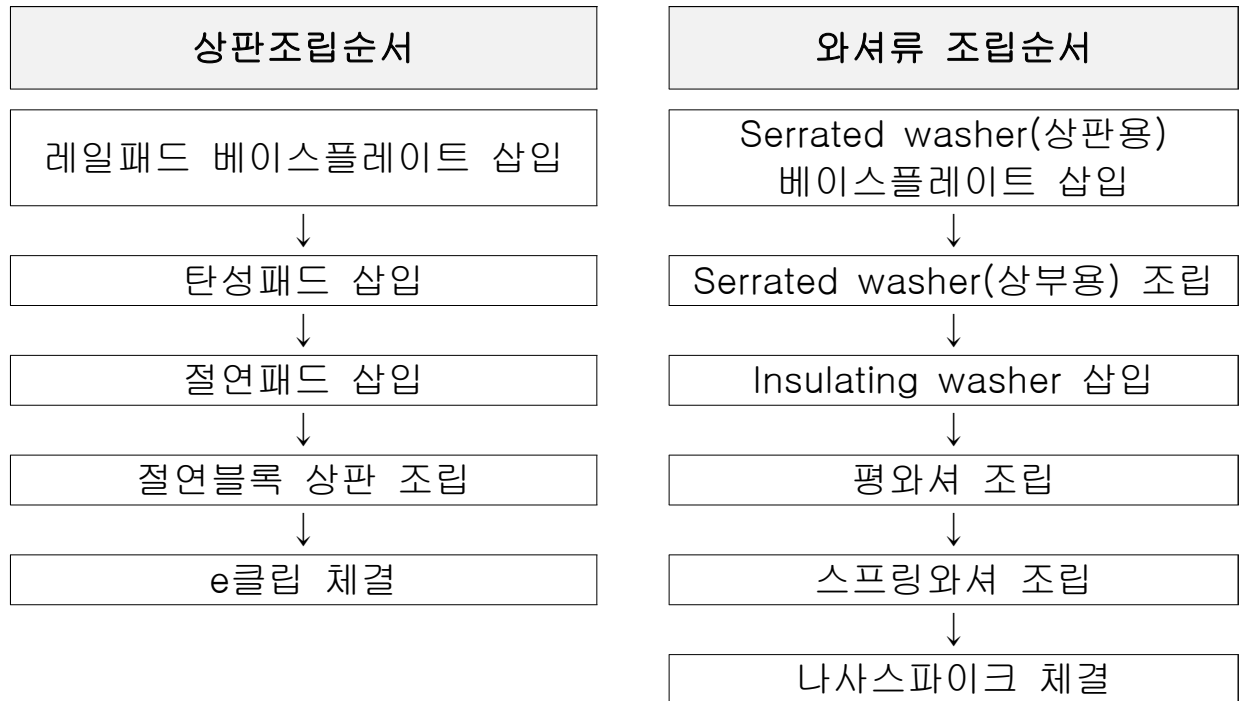 상판조립순서
레일패드 베이스플레이트 삽입
↓
탄성패드 삽입
↓
절연패드 삽입
↓
절연블록 상판 조립
↓
e클립 체결
와셔류 조립순서
Serrated washer(상판용)
베이스플레이트 삽입
↓
Serrated washer(상부용) 조립
↓
Insulating washer 삽입
↓
평와셔 조립
↓
스프링와셔 조립
↓
나사스파이크 체결